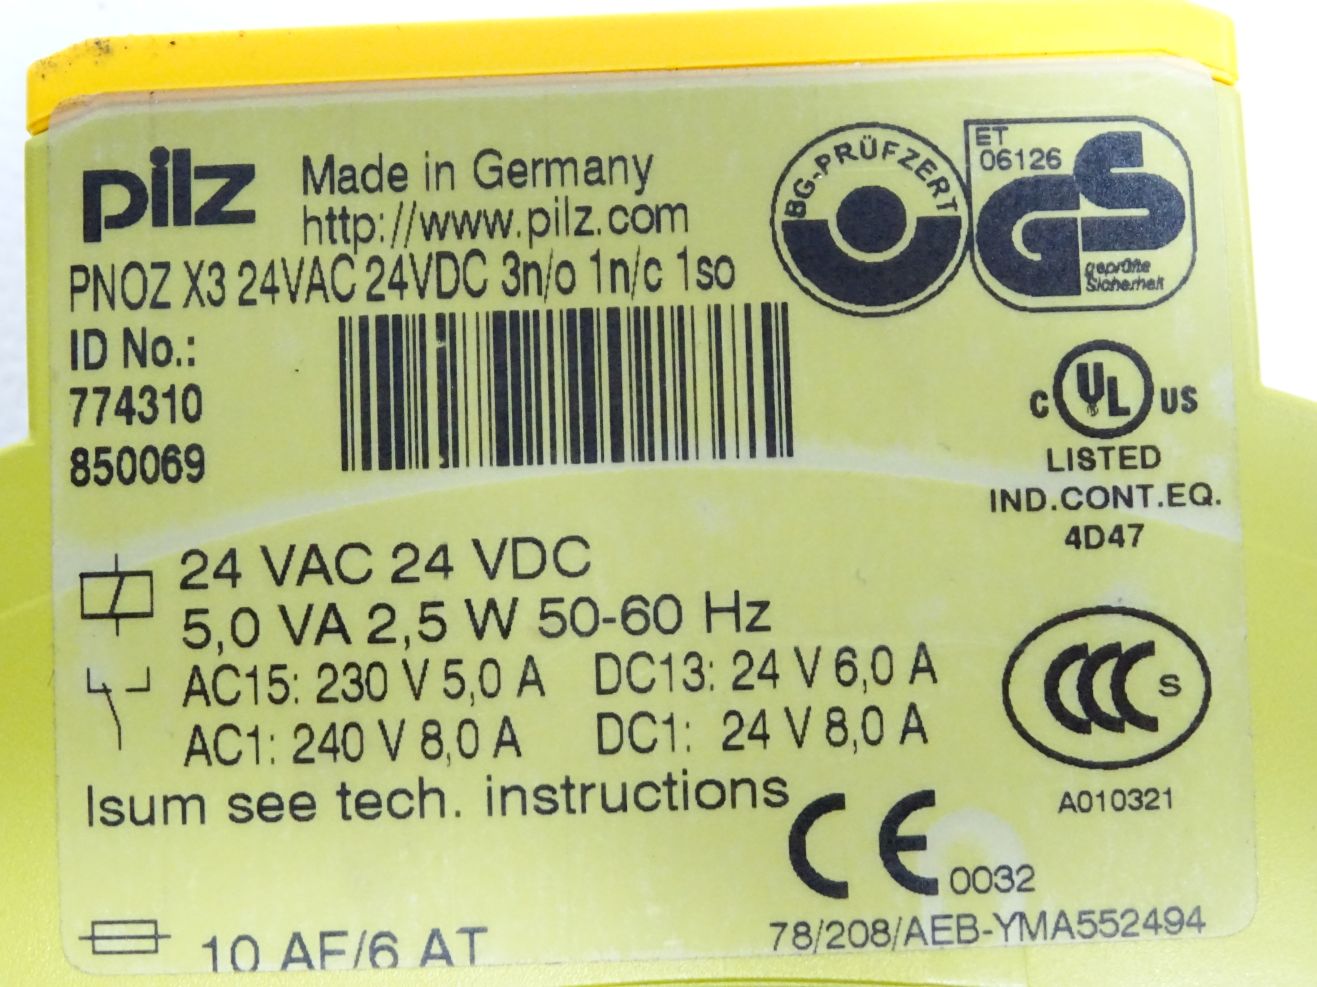 pilz
Made in Germany
http://www.pilz.com
PNOZ X3 24VAC 24VDC 3n/o 1n/c 1so
ID No.:
774310
850069
BG-PRÜFZERT
ET
06126
GS
geprüfte
Sicherheit
C UL US
LISTED
IND.CONT.EQ.
4D47
24 VAC 24 VDC
5,0 VA 2,5 W 50-60 Hz
AC15: 230 V 5,0 A DC13: 24 V 6,0 A
AC1: 240 V 8,0 A DC1: 24 V 8,0 A
Isum see tech. instructions
CCC S
A010321
CE 0032
10 AF/6 AT
78/208/AEB-YMA552494